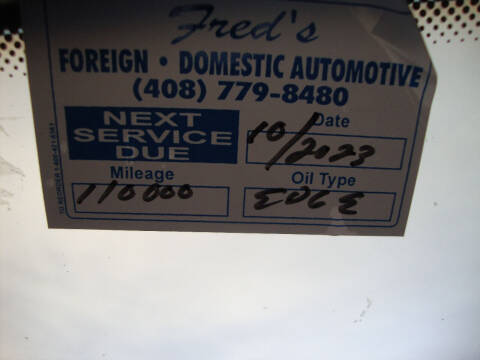 Fred's
FOREIGN • DOMESTIC AUTOMOTIVE
(408) 779-8480
NEXT
SERVICE
DUE
Date
10/2023
Mileage
110000
Oil Type
EDGE